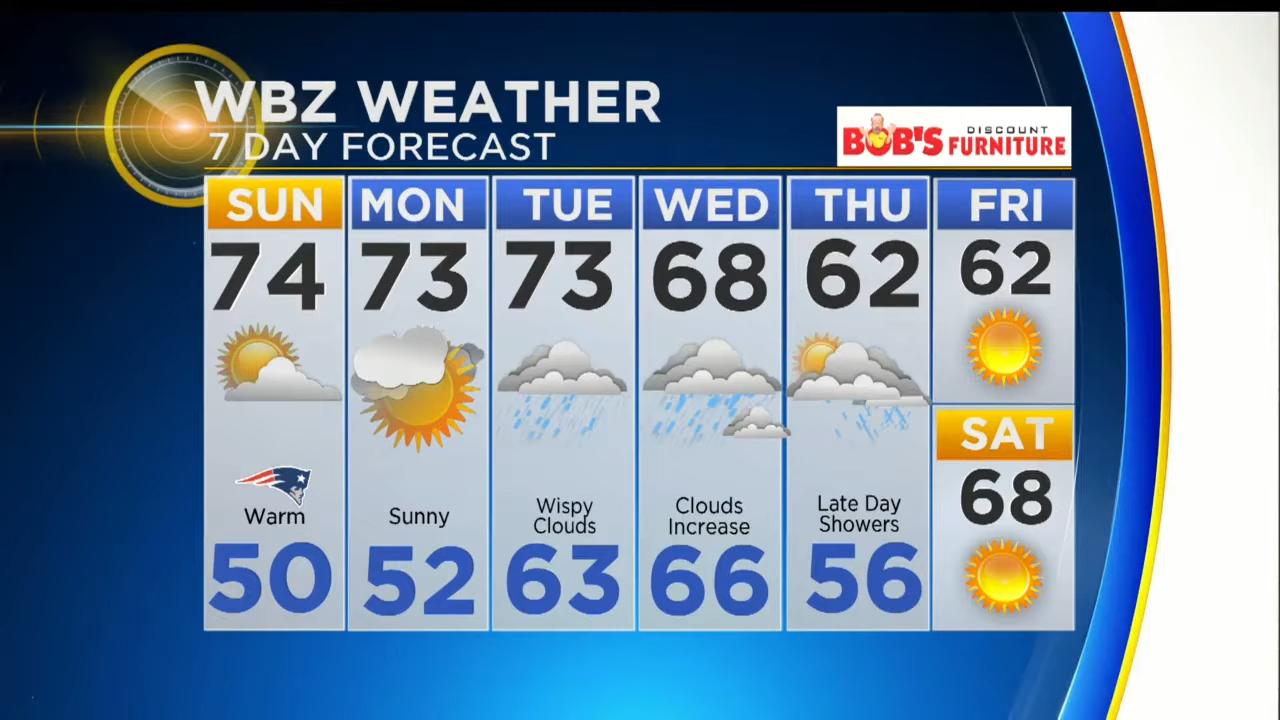 WBZ WEATHER
7 DAY FORECAST
BOB'S DISCOUNT FURNITURE
SUN
74
Warm
50
MON
73
Sunny
52
TUE
73
Wispy
Clouds
63
WED
68
Clouds
Increase
66
THU
62
Late Day
Showers
56
FRI
62
SAT
68